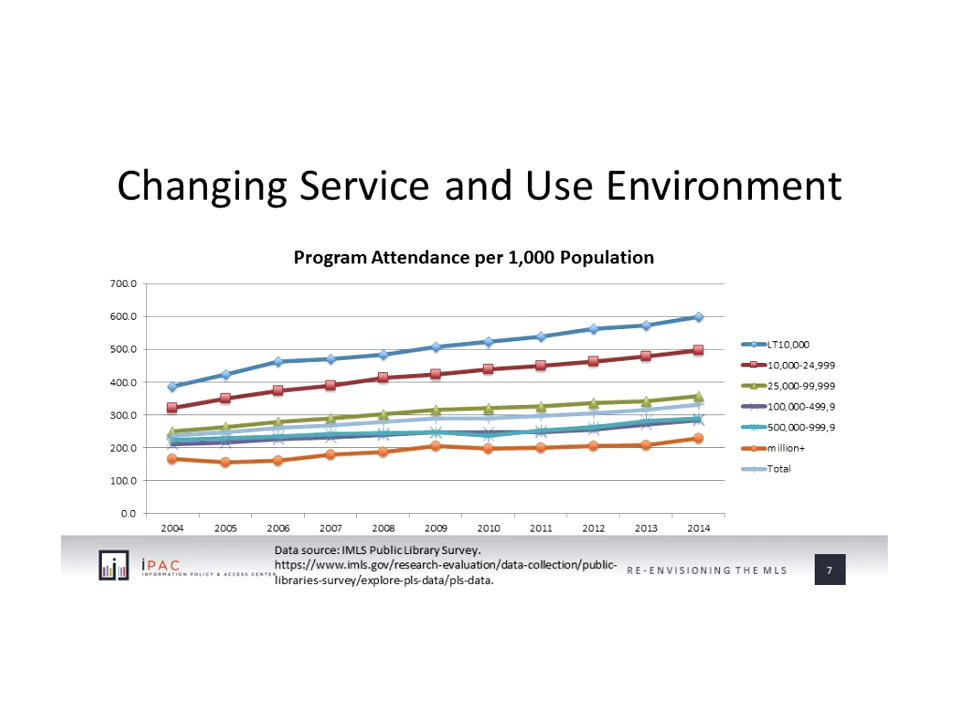 Changing Service and Use Environment
Program Attendance per 1,000 Population
700.0
600.0
500.0
400.0
300.0
200.0
100.0
0.0
2004 2005 2006 2007 2008 2009 2010 2011 2012 2013 2014
LT10,000
10,000-24,999
25,000-99,999
100,000-499,9
500,000-999,9
million+
Total
iPAC
INFORMATION POLICY & ACCESS CENTER
Data source: IMLS Public Library Survey.
https://www.imls.gov/research-evaluation/data-collection/public-
libraries-survey/explore-pls-data/pls-data.
RE-ENVISIONING THE MLS
7